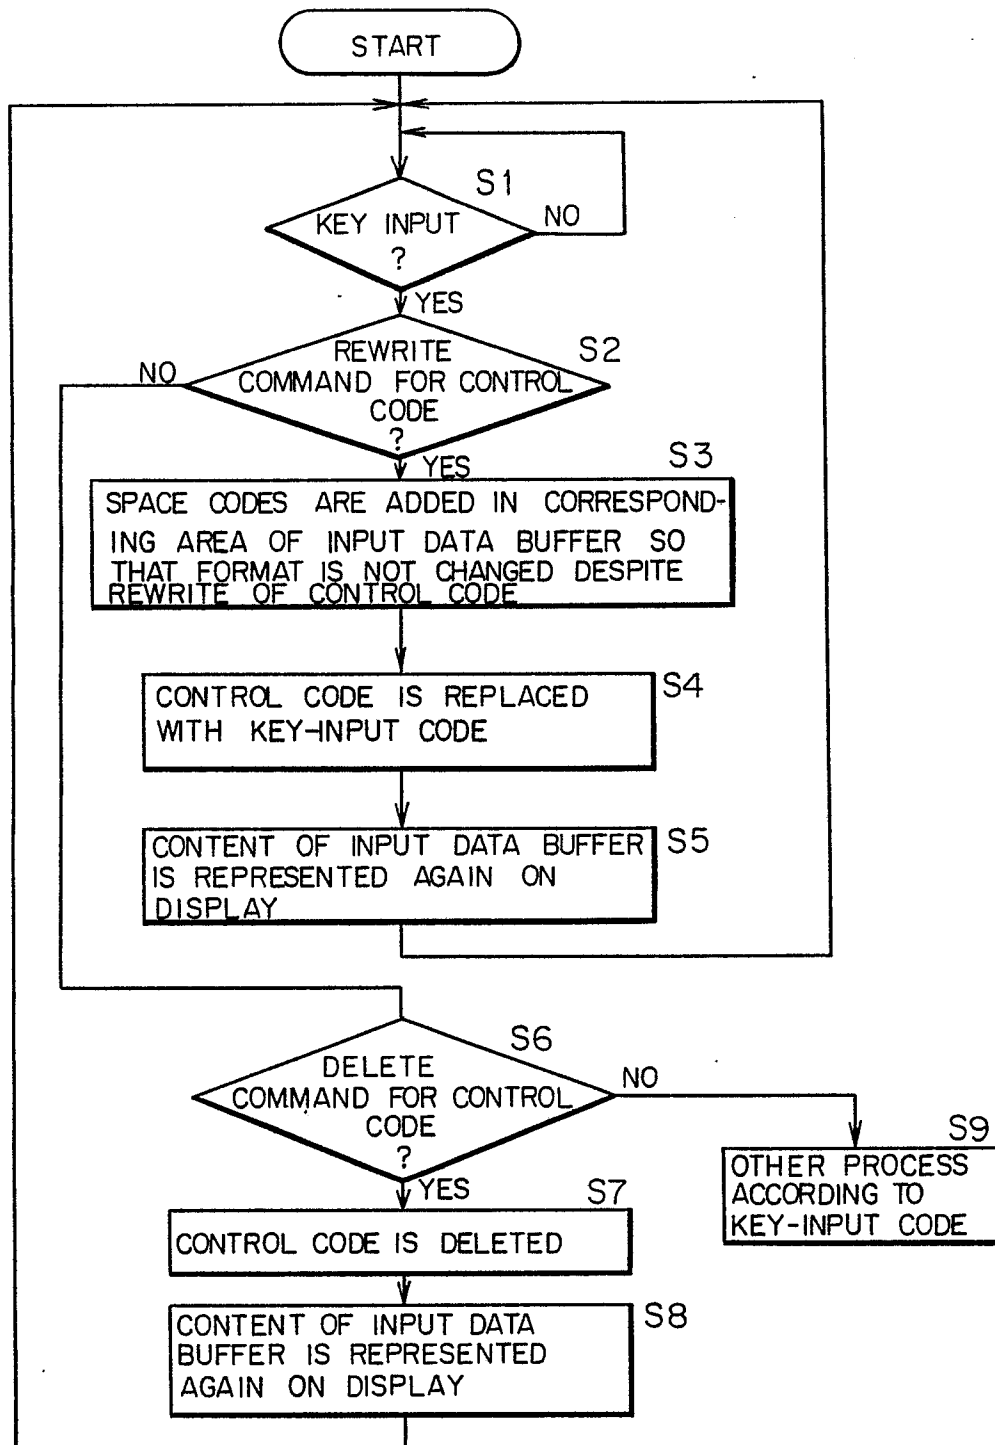 START
S1
KEY INPUT
?
NO
YES
S2
REWRITE
COMMAND FOR CONTROL
CODE
?
NO
YES
S3
SPACE CODES ARE ADDED IN CORRESPOND-
ING AREA OF INPUT DATA BUFFER SO
THAT FORMAT IS NOT CHANGED DESPITE
REWRITE OF CONTROL CODE
S4
CONTROL CODE IS REPLACED
WITH KEY-INPUT CODE
S5
CONTENT OF INPUT DATA BUFFER
IS REPRESENTED AGAIN ON
DISPLAY
S6
DELETE
COMMAND FOR CONTROL
CODE
?
NO
YES
S9
OTHER PROCESS
ACCORDING TO
KEY-INPUT CODE
S7
CONTROL CODE IS DELETED
S8
CONTENT OF INPUT DATA
BUFFER IS REPRESENTED
AGAIN ON DISPLAY